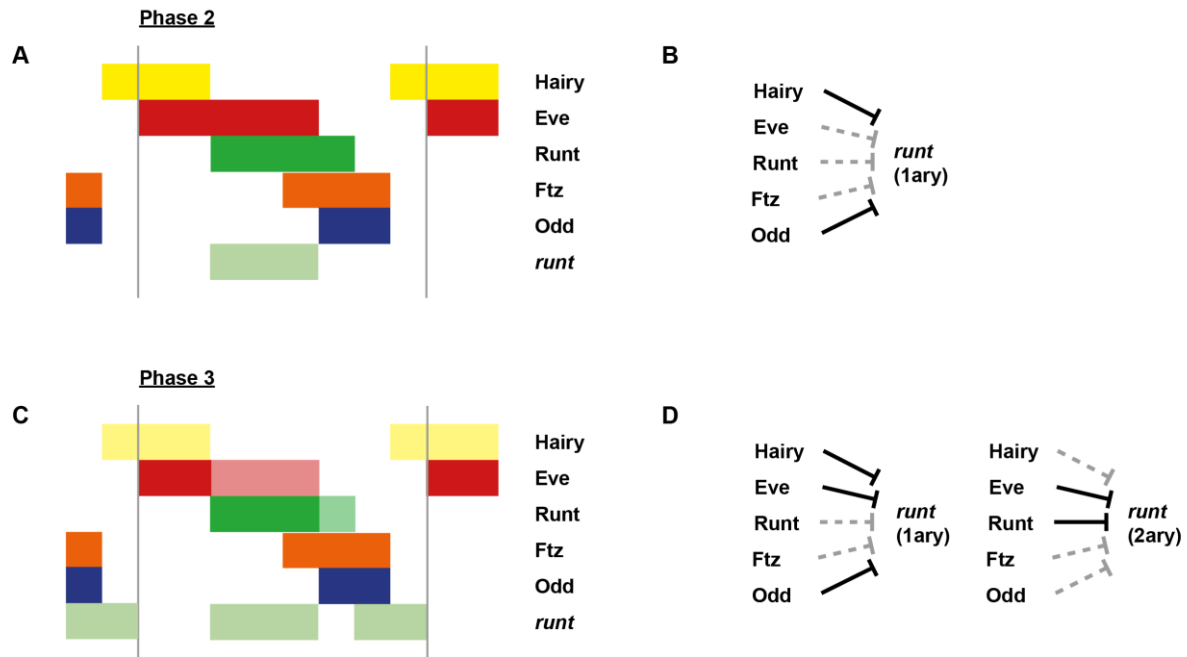 Phase 2
A
Hairy
Eve
Runt
Ftz
Odd
runt
B
Hairy
Eve
Runt
Ftz
Odd
runt
(1ary)
Phase 3
C
Hairy
Eve
Runt
Ftz
Odd
runt
D
Hairy
Eve
Runt
Ftz
Odd
runt
(1ary)
Hairy
Eve
Runt
Ftz
Odd
runt
(2ary)